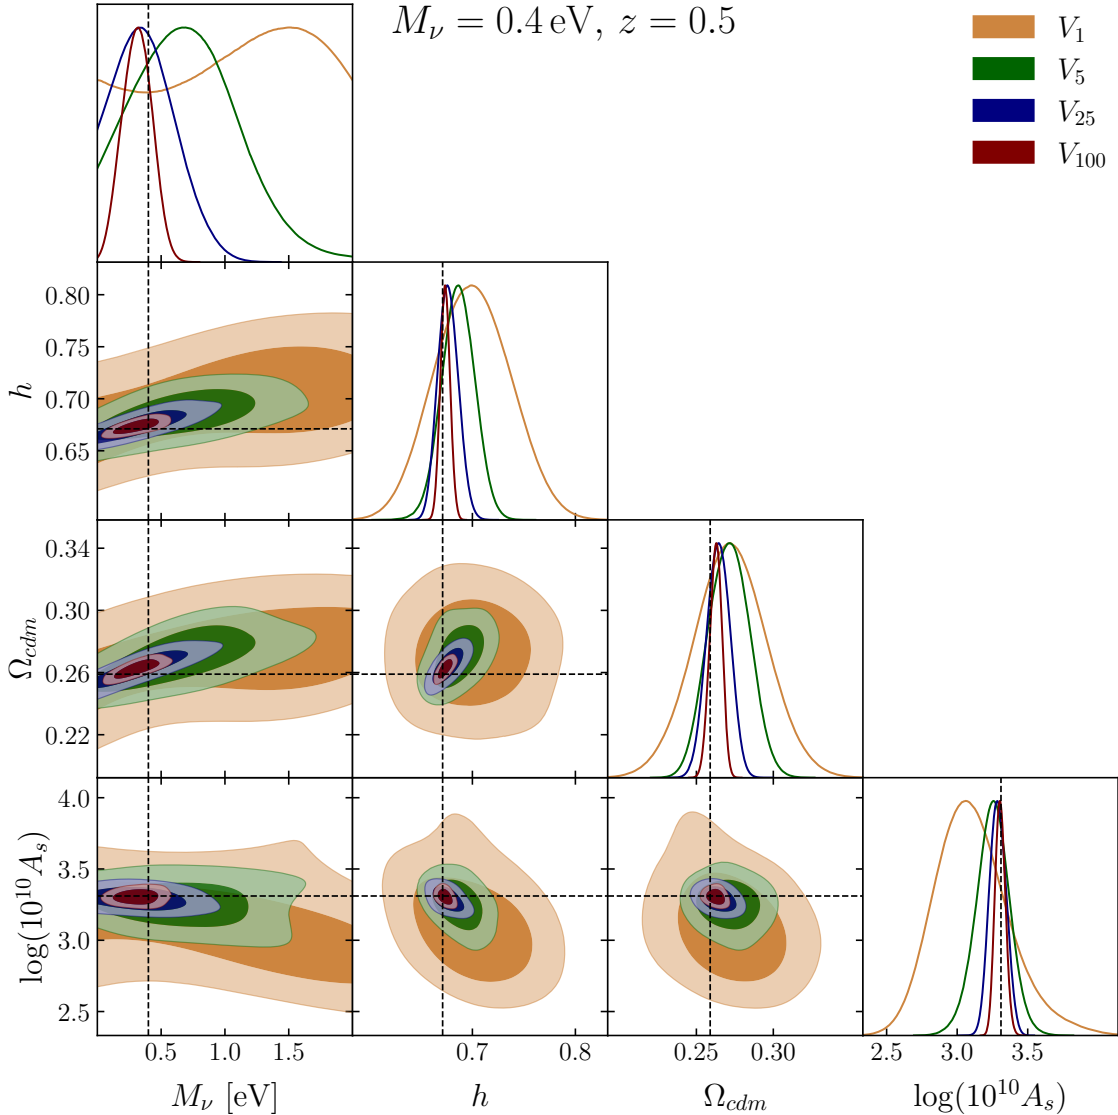 M_ν = 0.4 eV, z = 0.5
V_1
V_5
V_25
V_100
h
0.80
0.75
0.70
0.65
Ω_cdm
0.34
0.30
0.26
0.22
log(10^10 A_s)
4.0
3.5
3.0
2.5
0.5 1.0 1.5
0.7 0.8
0.25 0.30
2.5 3.0 3.5
M_ν [eV]
h
Ω_cdm
log(10^10 A_s)